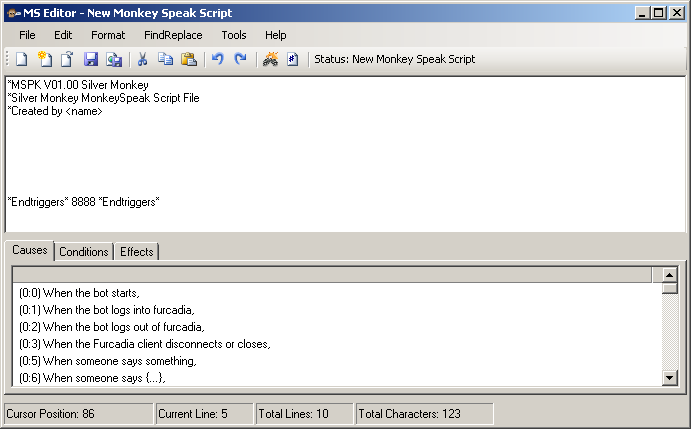 MS Editor - New Monkey Speak Script
File Edit Format FindReplace Tools Help
Status: New Monkey Speak Script
*MSPK V01.00 Silver Monkey
*Silver Monkey MonkeySpeak Script File
*Created by <name>
*Endtriggers* 8888 *Endtriggers*
Causes Conditions Effects
(0:0) When the bot starts,
(0:1) When the bot logs into furcadia,
(0:2) When the bot logs out of furcadia,
(0:3) When the Furcadia client disconnects or closes,
(0:5) When someone says something,
(0:6) When someone says {...},
Cursor Position: 86 Current Line: 5 Total Lines: 10 Total Characters: 123